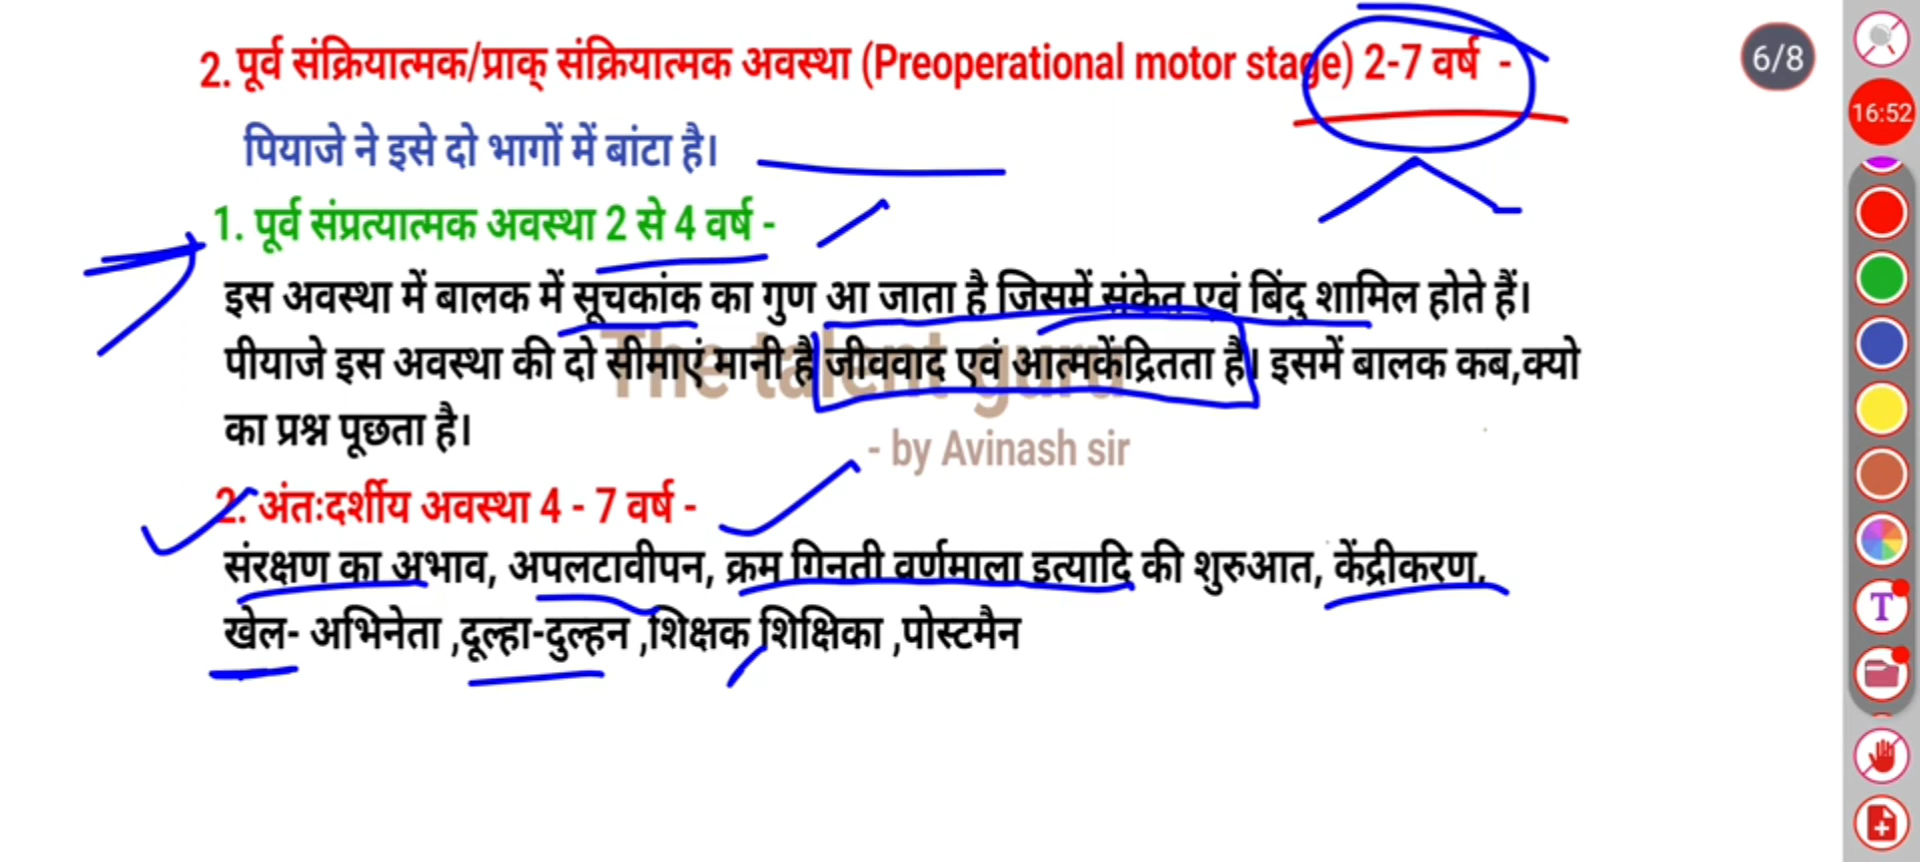 2. पूर्व संक्रियात्मक/प्राक् संक्रियात्मक अवस्था (Preoperational motor stage) 2-7 वर्ष -
6/8
16:52
पियाजे ने इसे दो भागों में बांटा है।
1. पूर्व संप्रत्यात्मक अवस्था 2 से 4 वर्ष -
इस अवस्था में बालक में सूचकांक का गुण आ जाता है जिसमें संकेत एवं बिंदु शामिल होते हैं।
पीयाजे इस अवस्था की दो सीमाएं मानी है जीववाद एवं आत्मकेंद्रितता है। इसमें बालक कब,क्यो
The talent guru
का प्रश्न पूछता है।
- by Avinash sir
2. अंतःदर्शीय अवस्था 4 - 7 वर्ष -
संरक्षण का अभाव, अपलटावीपन, क्रम गिनती वर्णमाला इत्यादि की शुरुआत, केंद्रीकरण,
खेल- अभिनेता ,दूल्हा-दुल्हन ,शिक्षक शिक्षिका ,पोस्टमैन
T